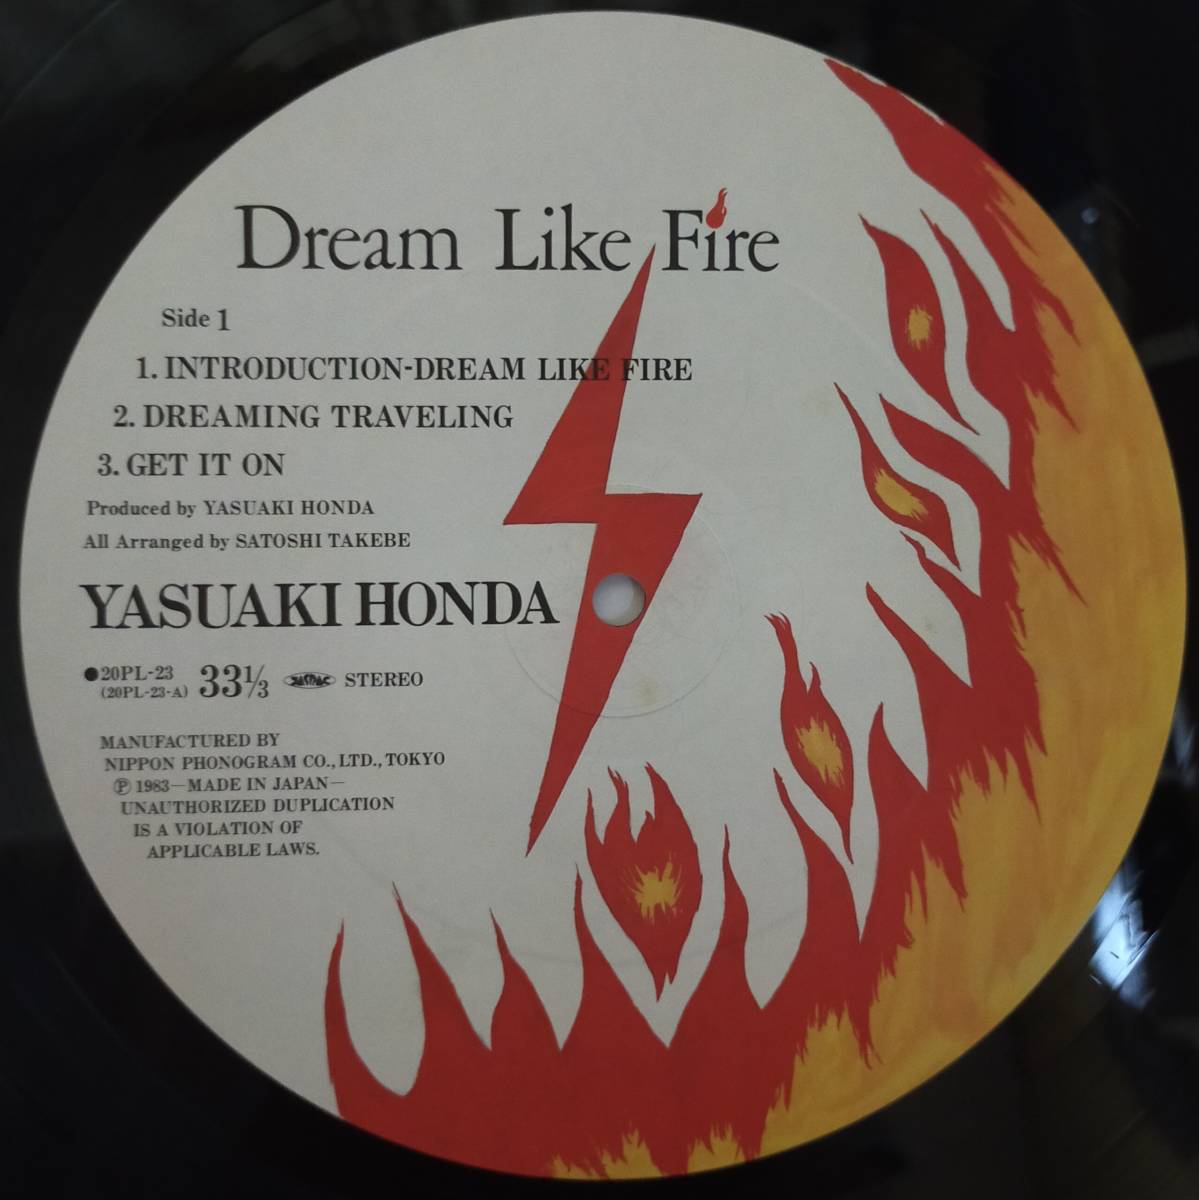 Dream Like Fire
Side 1
1. INTRODUCTION-DREAM LIKE FIRE
2. DREAMING TRAVELING
3. GET IT ON
Produced by YASUAKI HONDA
All Arranged by SATOSHI TAKEBE
YASUAKI HONDA
●20PL-23
(20PL-23-A) 33⅓ JASRAC STEREO
MANUFACTURED BY
NIPPON PHONOGRAM CO., LTD., TOKYO
Ⓟ 1983—MADE IN JAPAN—
UNAUTHORIZED DUPLICATION
IS A VIOLATION OF
APPLICABLE LAWS.